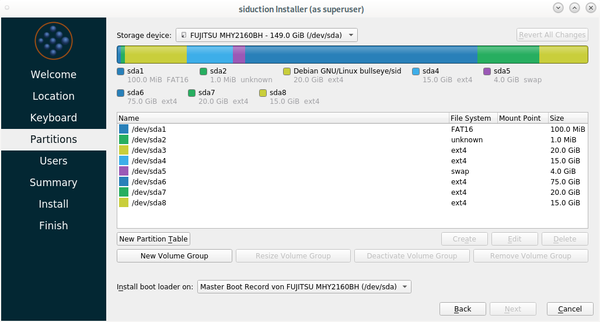 siduction Installer (as superuser)
Storage device: FUJITSU MHY2160BH - 149.0 GiB (/dev/sda) Revert All Changes
sda1 sda2 Debian GNU/Linux bullseye/sid sda4 sda5
100.0 MiB FAT16 1.0 MiB unknown 20.0 GiB ext4 15.0 GiB ext4 4.0 GiB swap
sda6 sda7 sda8
75.0 GiB ext4 20.0 GiB ext4 15.0 GiB ext4
Welcome
Location
Keyboard
Partitions
Users
Summary
Install
Finish
Name File System Mount Point Size
/dev/sda1 FAT16 100.0 MiB
/dev/sda2 unknown 1.0 MiB
/dev/sda3 ext4 20.0 GiB
/dev/sda4 ext4 15.0 GiB
/dev/sda5 swap 4.0 GiB
/dev/sda6 ext4 75.0 GiB
/dev/sda7 ext4 20.0 GiB
/dev/sda8 ext4 15.0 GiB
New Partition Table Create Edit Delete
New Volume Group Resize Volume Group Deactivate Volume Group Remove Volume Group
Install boot loader on: Master Boot Record von FUJITSU MHY2160BH (/dev/sda)
Back Next Cancel